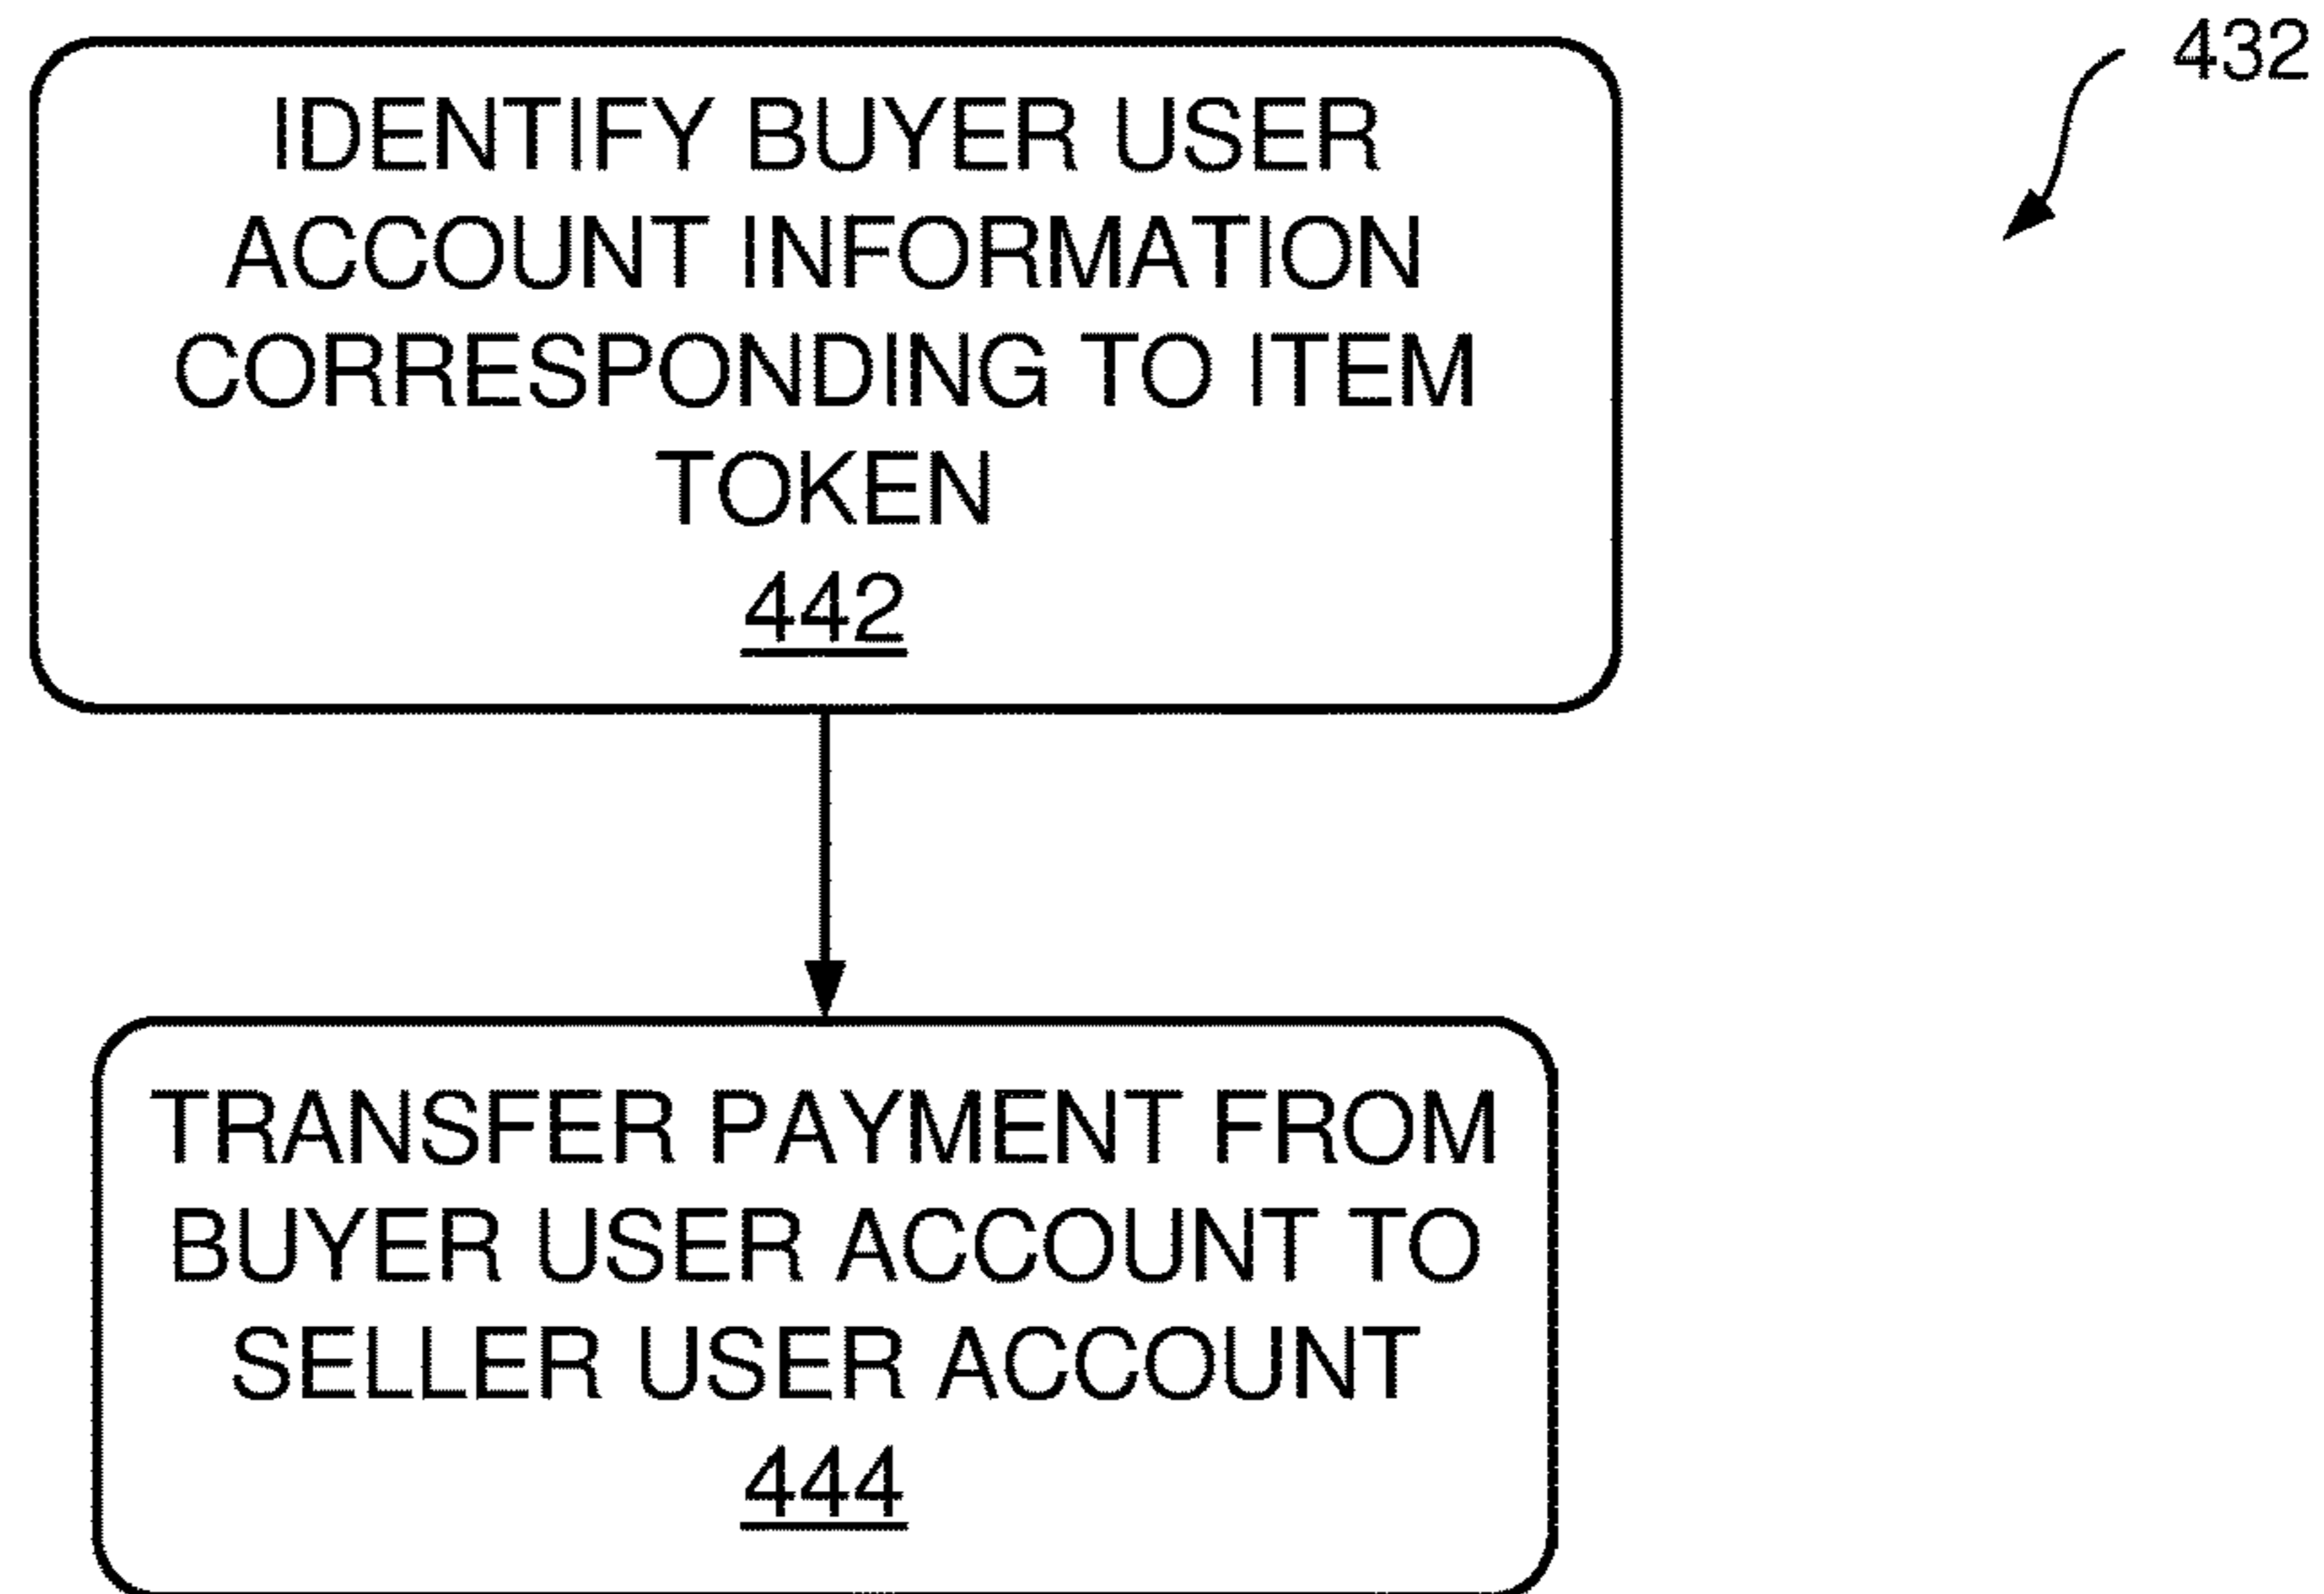 432
IDENTIFY BUYER USER
ACCOUNT INFORMATION
CORRESPONDING TO ITEM
TOKEN
442
TRANSFER PAYMENT FROM
BUYER USER ACCOUNT TO
SELLER USER ACCOUNT
444